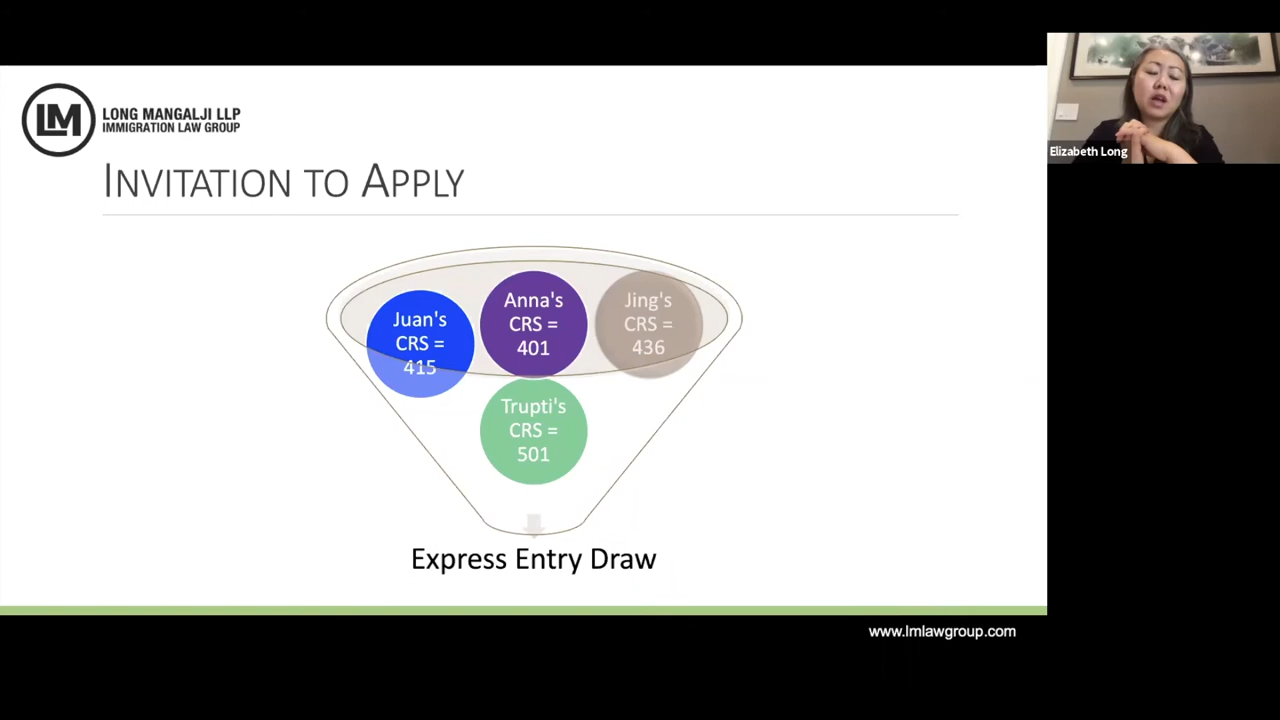 LM
LONG MANGALJI LLP
IMMIGRATION LAW GROUP
INVITATION TO APPLY
Juan's
CRS =
415
Anna's
CRS =
401
Jing's
CRS =
436
Trupti's
CRS =
501
Express Entry Draw
www.lmlawgroup.com
Elizabeth Long